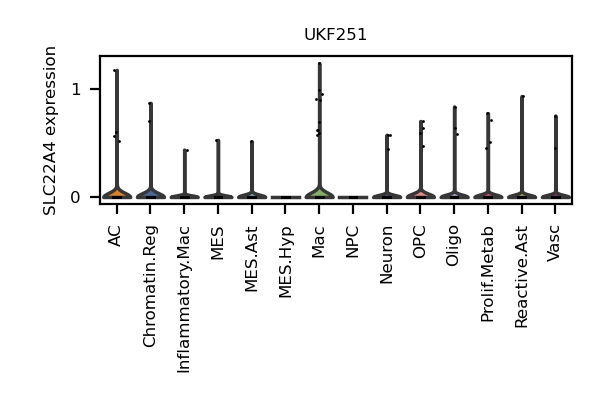 UKF251
SLC22A4 expression
1
0
AC
Chromatin.Reg
Inflammatory.Mac
MES
MES.Ast
MES.Hyp
Mac
NPC
Neuron
OPC
Oligo
Prolif.Metab
Reactive.Ast
Vasc